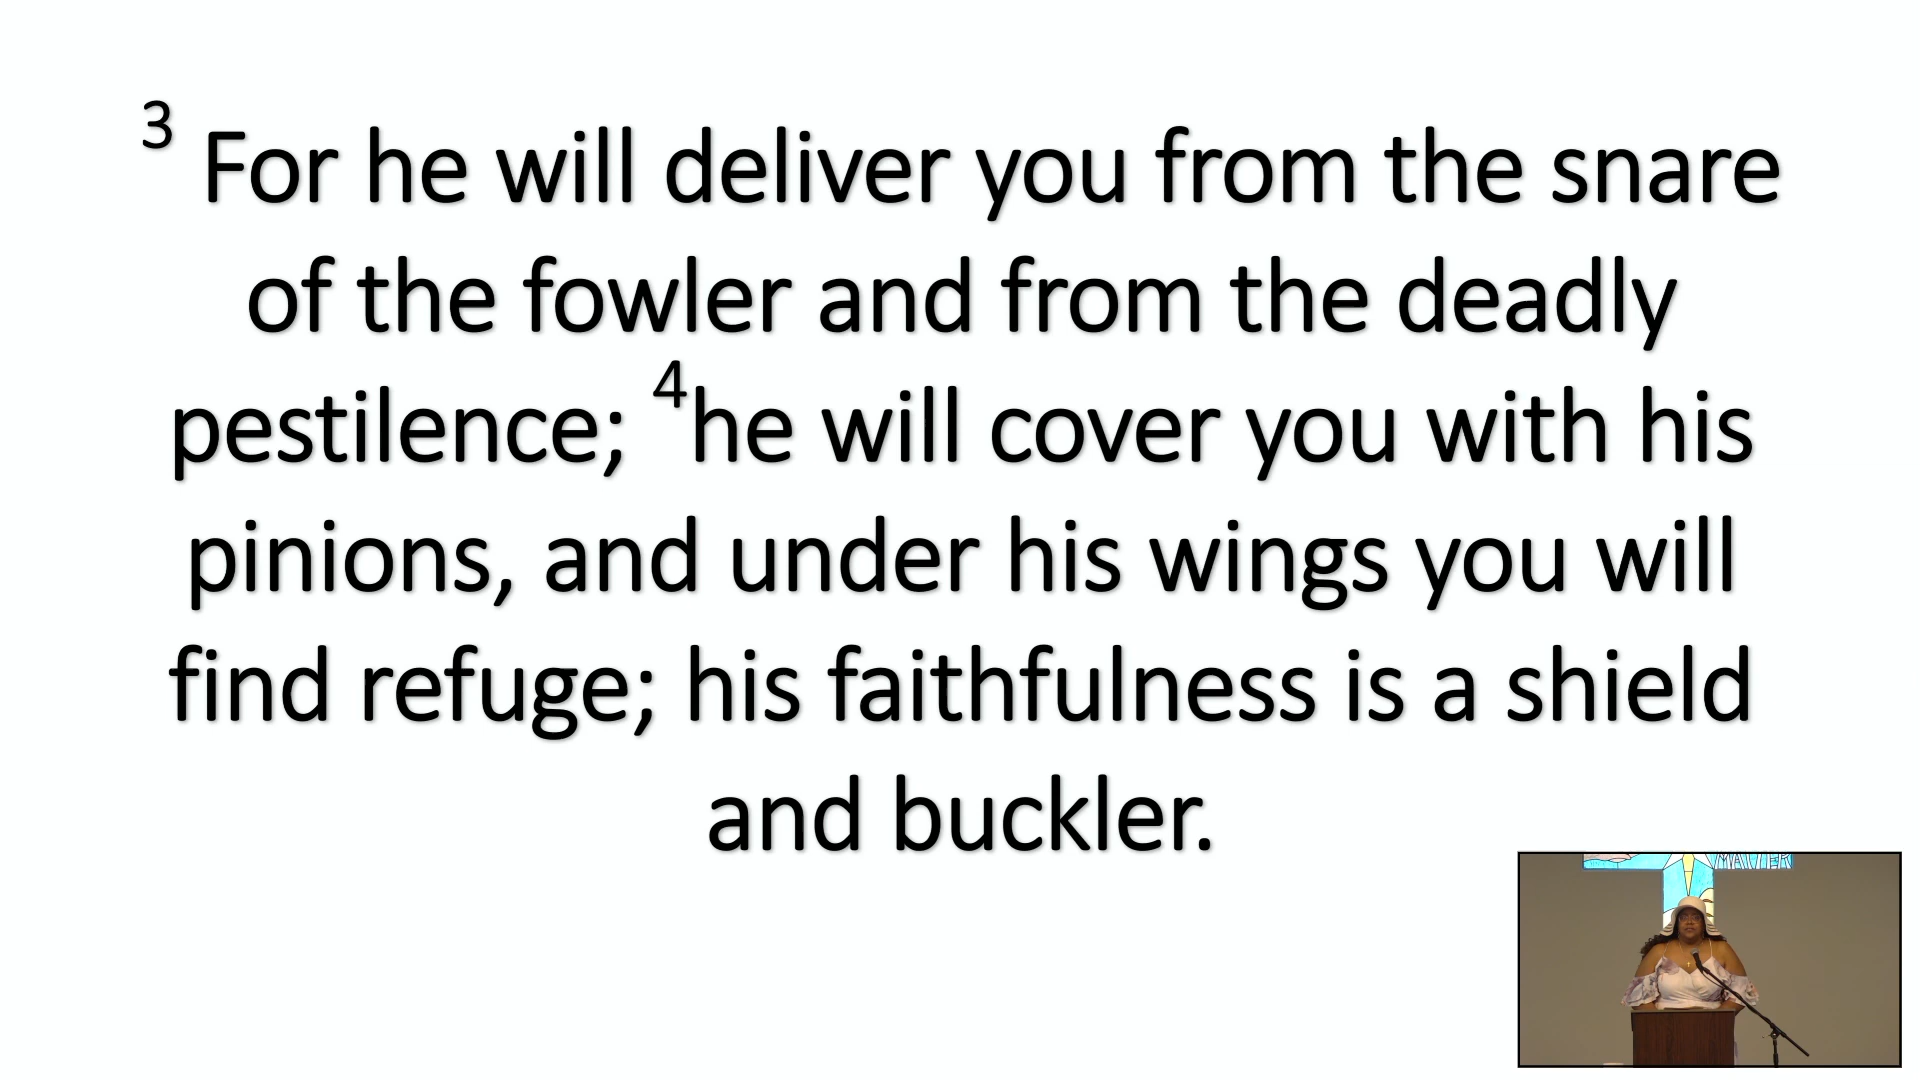 3 For he will deliver you from the snare
of the fowler and from the deadly
pestilence; 4he will cover you with his
pinions, and under his wings you will
find refuge; his faithfulness is a shield
and buckler.
MATTER